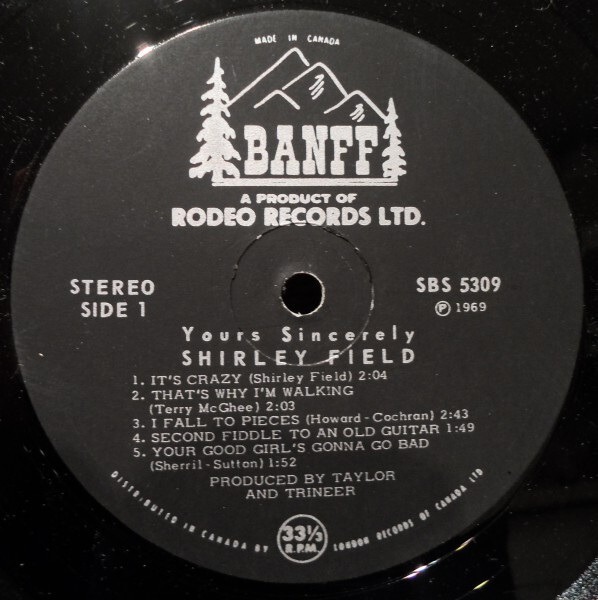 MADE IN CANADA
BANFF
A PRODUCT OF
RODEO RECORDS LTD.
STEREO
SIDE 1
SBS 5309
Ⓟ 1969
Yours Sincerely
SHIRLEY FIELD
1. IT'S CRAZY (Shirley Field) 2:04
2. THAT'S WHY I'M WALKING
(Terry McGhee) 2:03
3. I FALL TO PIECES (Howard-Cochran) 2:43
4. SECOND FIDDLE TO AN OLD GUITAR 1:49
5. YOUR GOOD GIRL'S GONNA GO BAD
(Sherril-Sutton) 1:52
PRODUCED BY TAYLOR
AND TRINEER
33⅓
R.P.M.
DISTRIBUTED IN CANADA BY LONDON RECORDS OF CANADA LTD